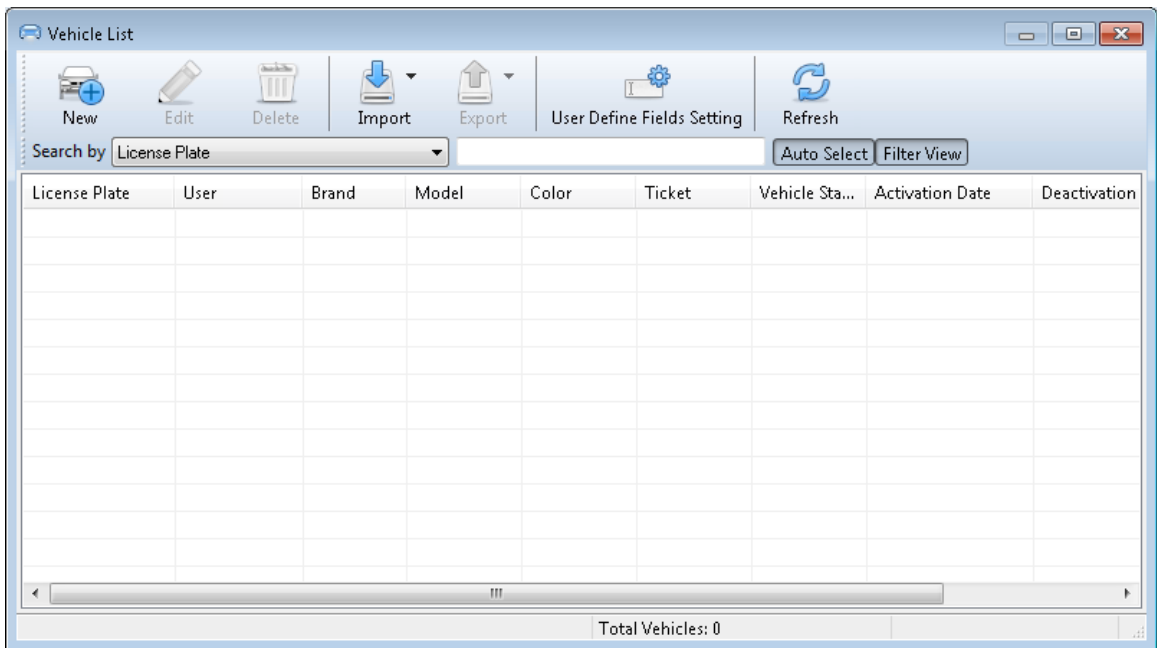 Vehicle List
New Edit Delete Import Export User Define Fields Setting Refresh
Search by License Plate Auto Select Filter View
License Plate User Brand Model Color Ticket Vehicle Sta... Activation Date Deactivation
Total Vehicles: 0